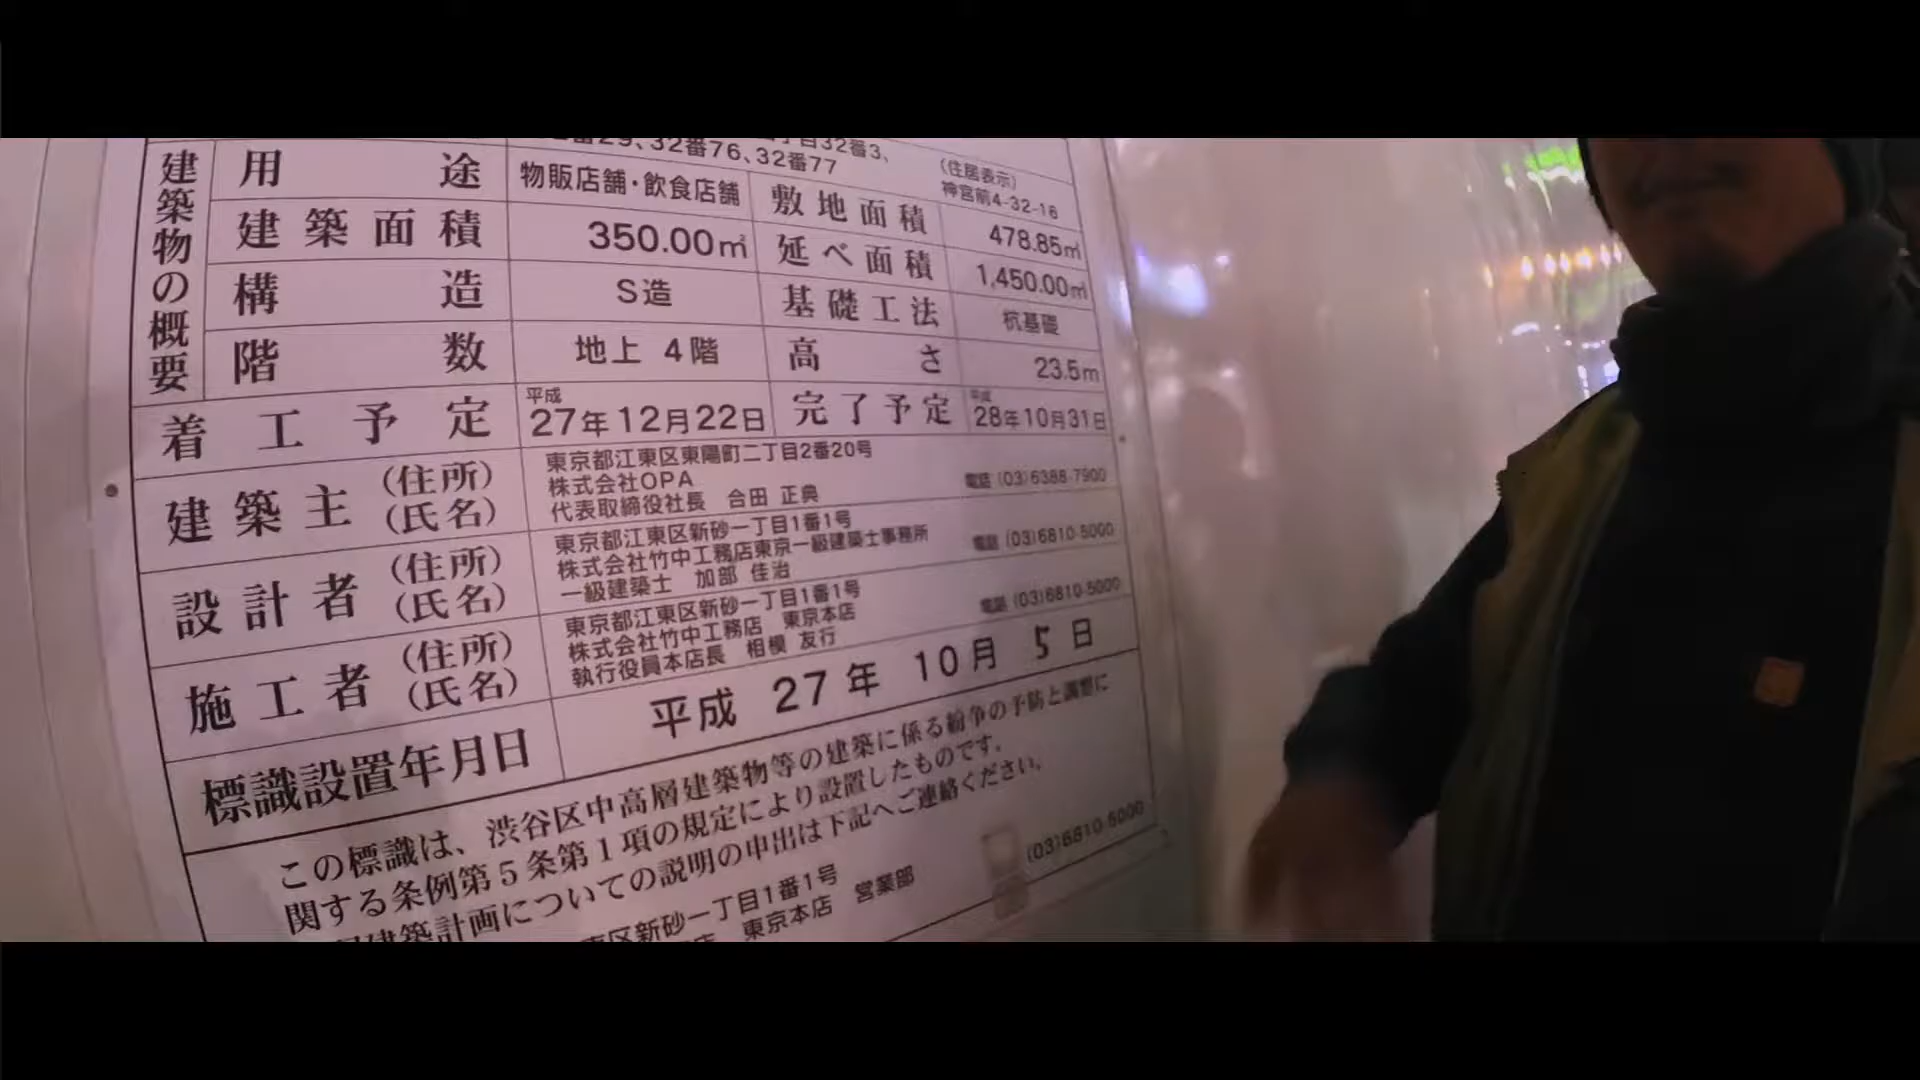 32番3、
32番76、32番77
(住居表示)
神宮前4-32-16
建築物の概要
用途 物販店舗・飲食店舗 敷地面積 478.85㎡
建築面積 350.00㎡ 延べ面積 1,450.00㎡
構造 S造 基礎工法 杭基礎
階数 地上 4階 高さ 23.5m
着工予定 平成 27年12月22日 完了予定 平成 28年10月31日
建築主 (住所) (氏名)
東京都江東区東陽町二丁目2番20号
株式会社OPA 電話 (03)6388-7900
代表取締役社長 合田 正典
設計者 (住所) (氏名)
東京都江東区新砂一丁目1番1号
株式会社竹中工務店東京一級建築士事務所 電話 (03)6810-5000
一級建築士 加部 佳治
施工者 (住所) (氏名)
東京都江東区新砂一丁目1番1号
株式会社竹中工務店 東京本店 電話 (03)6810-5000
執行役員本店長 相模 友行
標識設置年月日 平成 27年 10月 5日
この標識は、渋谷区中高層建築物等の建築に係る紛争の予防と調整に
関する条例第5条第1項の規定により設置したものです。
建築計画についての説明の申出は下記へご連絡ください。
東区新砂一丁目1番1号
店 東京本店 営業部 (03)6810-5000